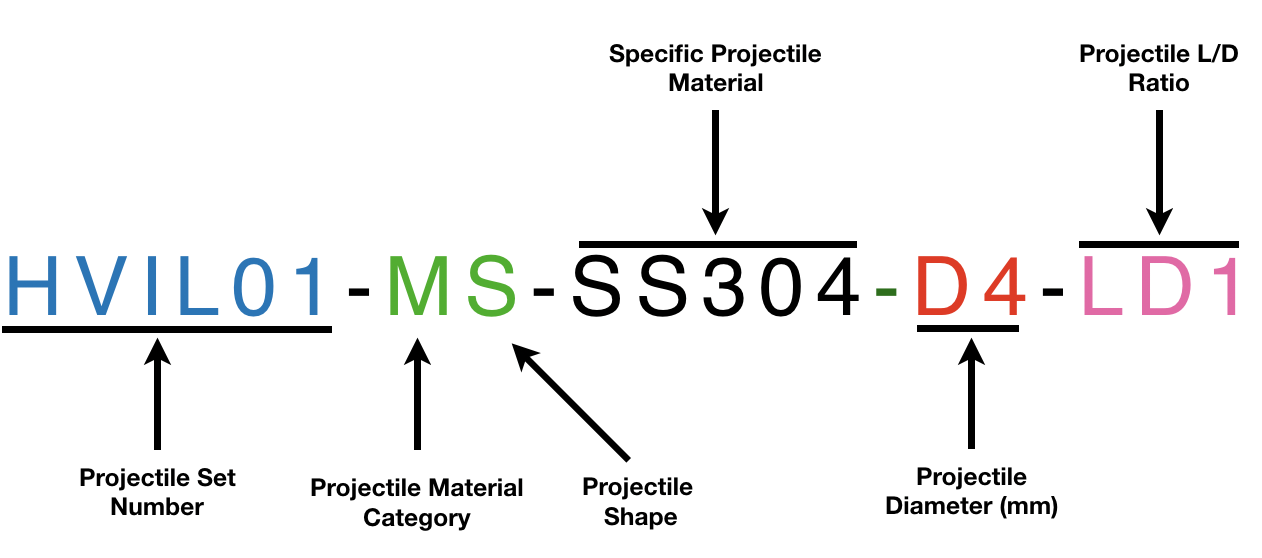 Specific Projectile
Material
Projectile L/D
Ratio
HVIL01-MS-SS304-D4-LD1
Projectile Set
Number
Projectile Material
Category
Projectile
Shape
Projectile
Diameter (mm)